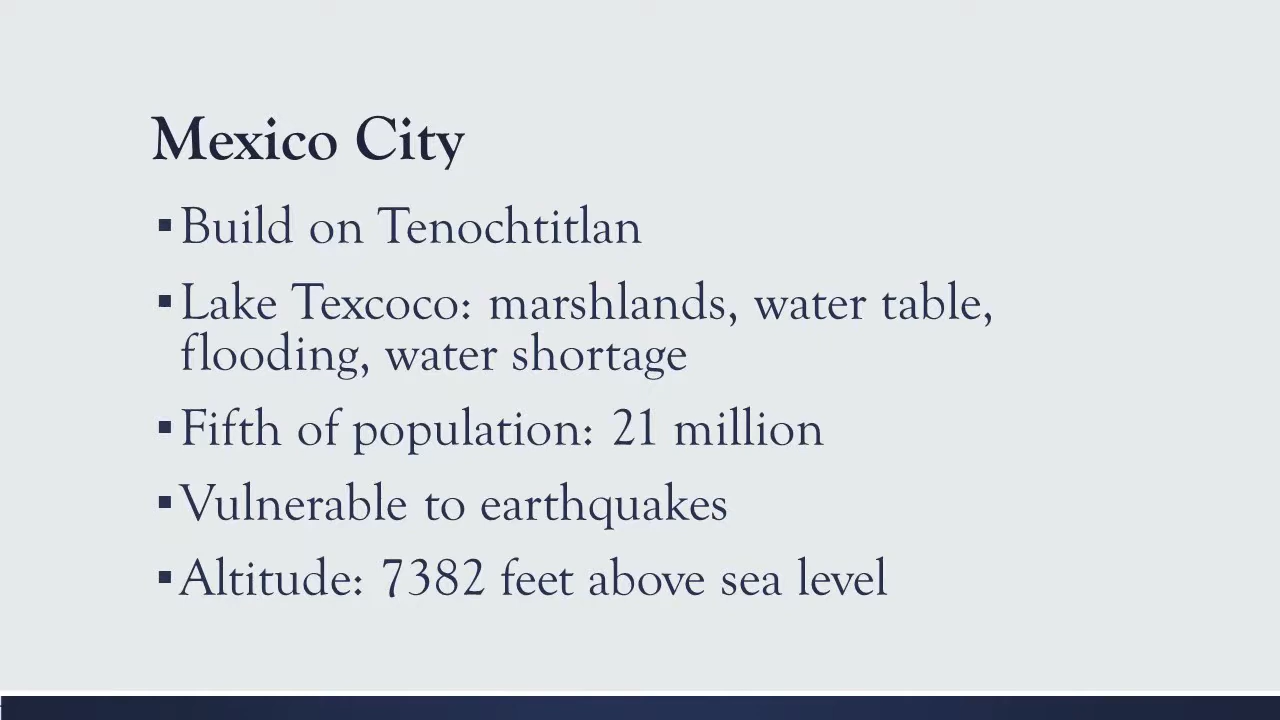 Mexico City
▪Build on Tenochtitlan
▪Lake Texcoco: marshlands, water table,
flooding, water shortage
▪Fifth of population: 21 million
▪Vulnerable to earthquakes
▪Altitude: 7382 feet above sea level